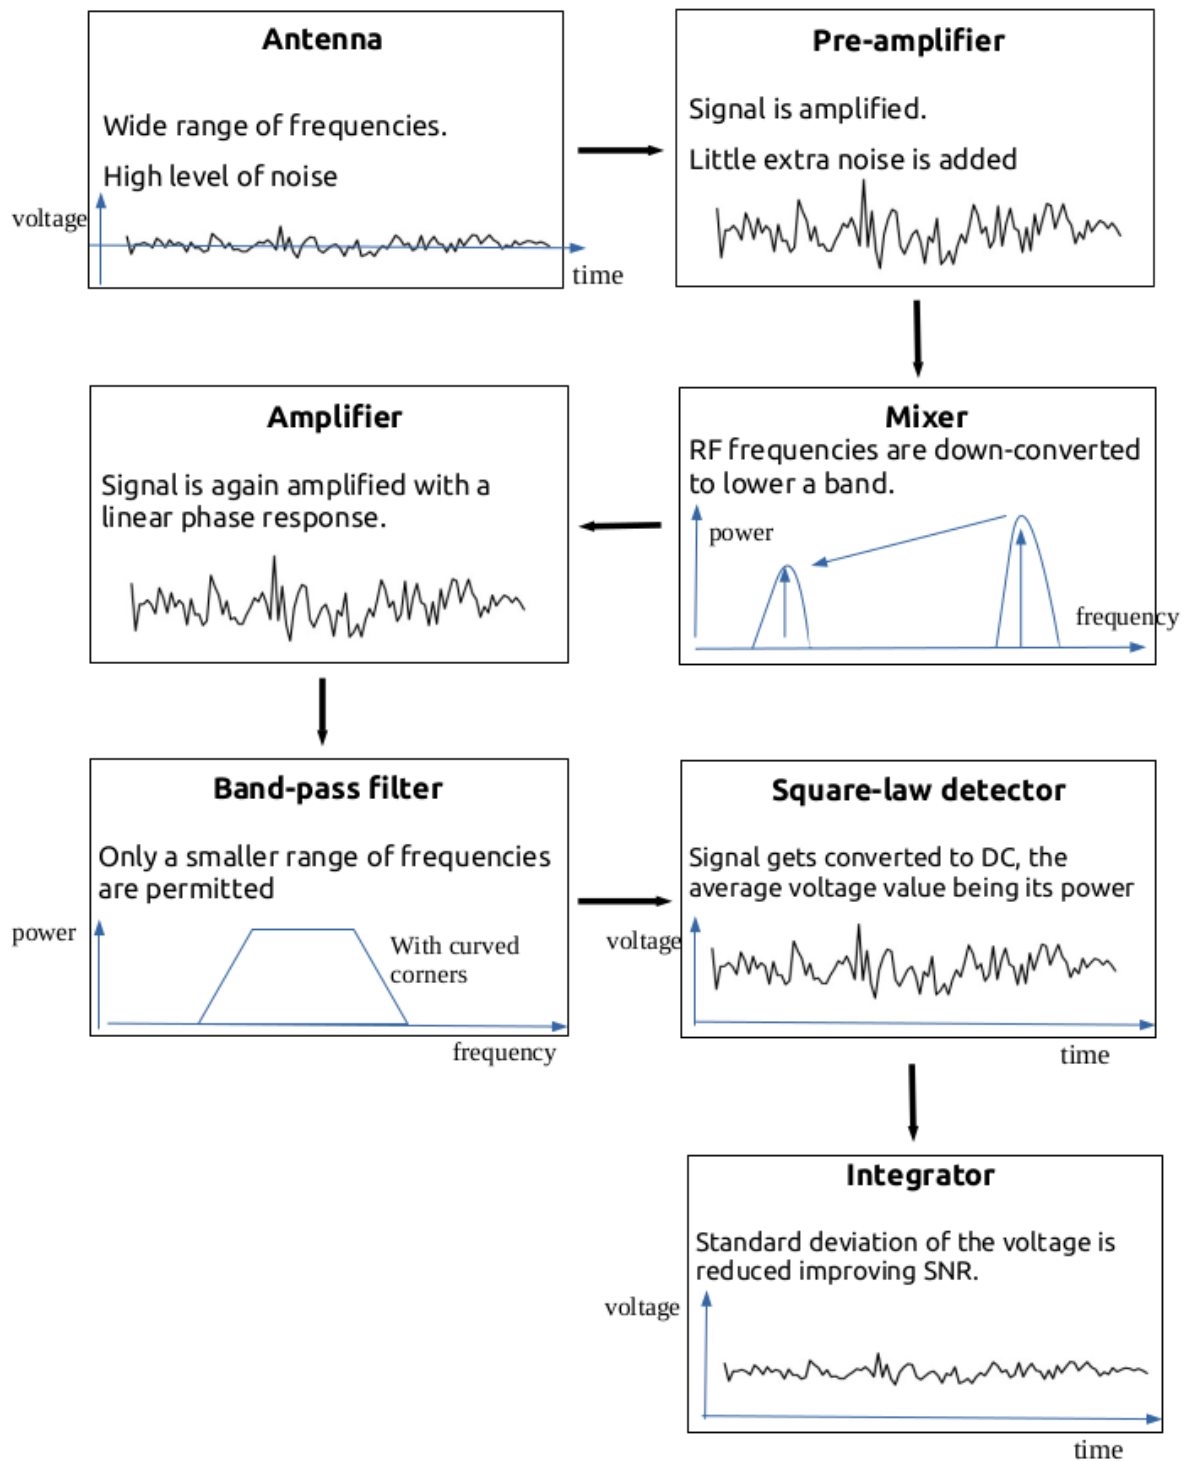 Antenna
Wide range of frequencies.
High level of noise
voltage
time
Pre-amplifier
Signal is amplified.
Little extra noise is added
Mixer
RF frequencies are down-converted
to lower a band.
power
frequency
Amplifier
Signal is again amplified with a
linear phase response.
Band-pass filter
Only a smaller range of frequencies
are permitted
power
With curved
corners
frequency
Square-law detector
Signal gets converted to DC, the
average voltage value being its power
voltage
time
Integrator
Standard deviation of the voltage is
reduced improving SNR.
voltage
time